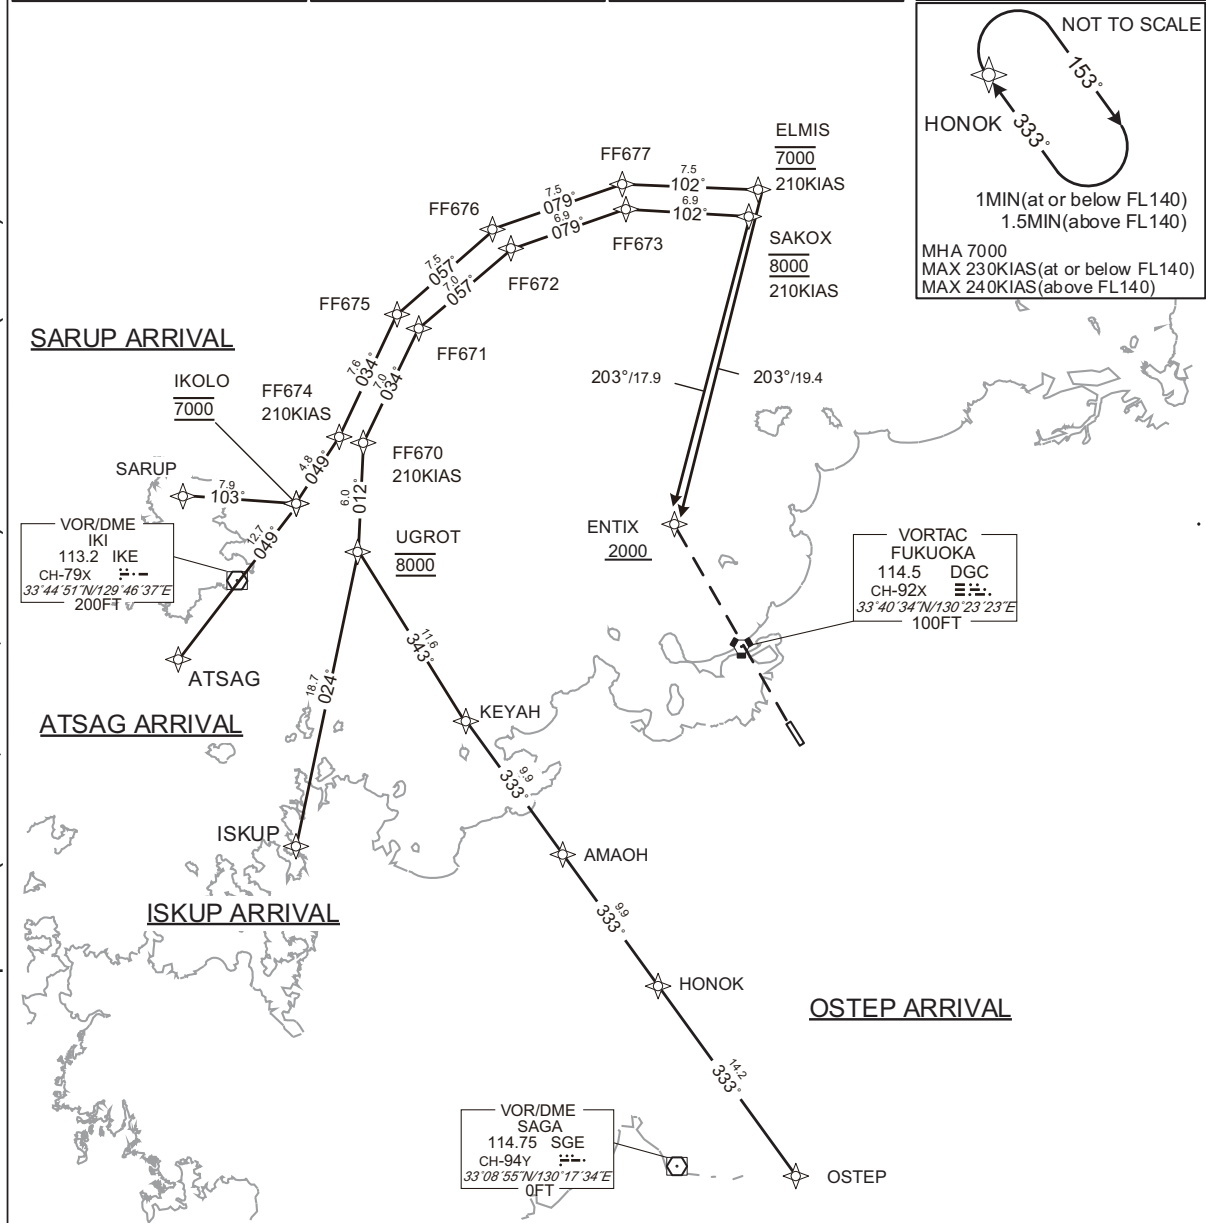 NOT TO SCALE
153°
HONOK
333°
1MIN(at or below FL140)
1.5MIN(above FL140)
MHA 7000
MAX 230KIAS(at or below FL140)
MAX 240KIAS(above FL140)
ELMIS
7000
210KIAS
FF677
7.5
102°
7.5
079°
FF676
6.9
102°
6.9
079°
FF673
SAKOX
8000
210KIAS
7.5
057°
7.0
057°
FF672
FF675
FF671
SARUP ARRIVAL
7.6
034°
7.0
034°
203°/17.9
203°/19.4
IKOLO
7000
FF674
210KIAS
FF670
210KIAS
4.8
049°
SARUP
7.9
103°
6.0
012°
12.7
049°
VOR/DME
IKI
113.2 IKE
CH-79X
33°44'51"N/129°46'37"E
200FT
UGROT
8000
ENTIX
2000
VORTAC
FUKUOKA
114.5 DGC
CH-92X
33°40'34"N/130°23'23"E
100FT
11.6
343°
ATSAG
18.7
024°
ATSAG ARRIVAL
KEYAH
9.9
333°
ISKUP
AMAOH
ISKUP ARRIVAL
9.9
333°
HONOK
OSTEP ARRIVAL
14.2
333°
VOR/DME
SAGA
114.75 SGE
CH-94Y
33°08'55"N/130°17'34"E
0FT
OSTEP